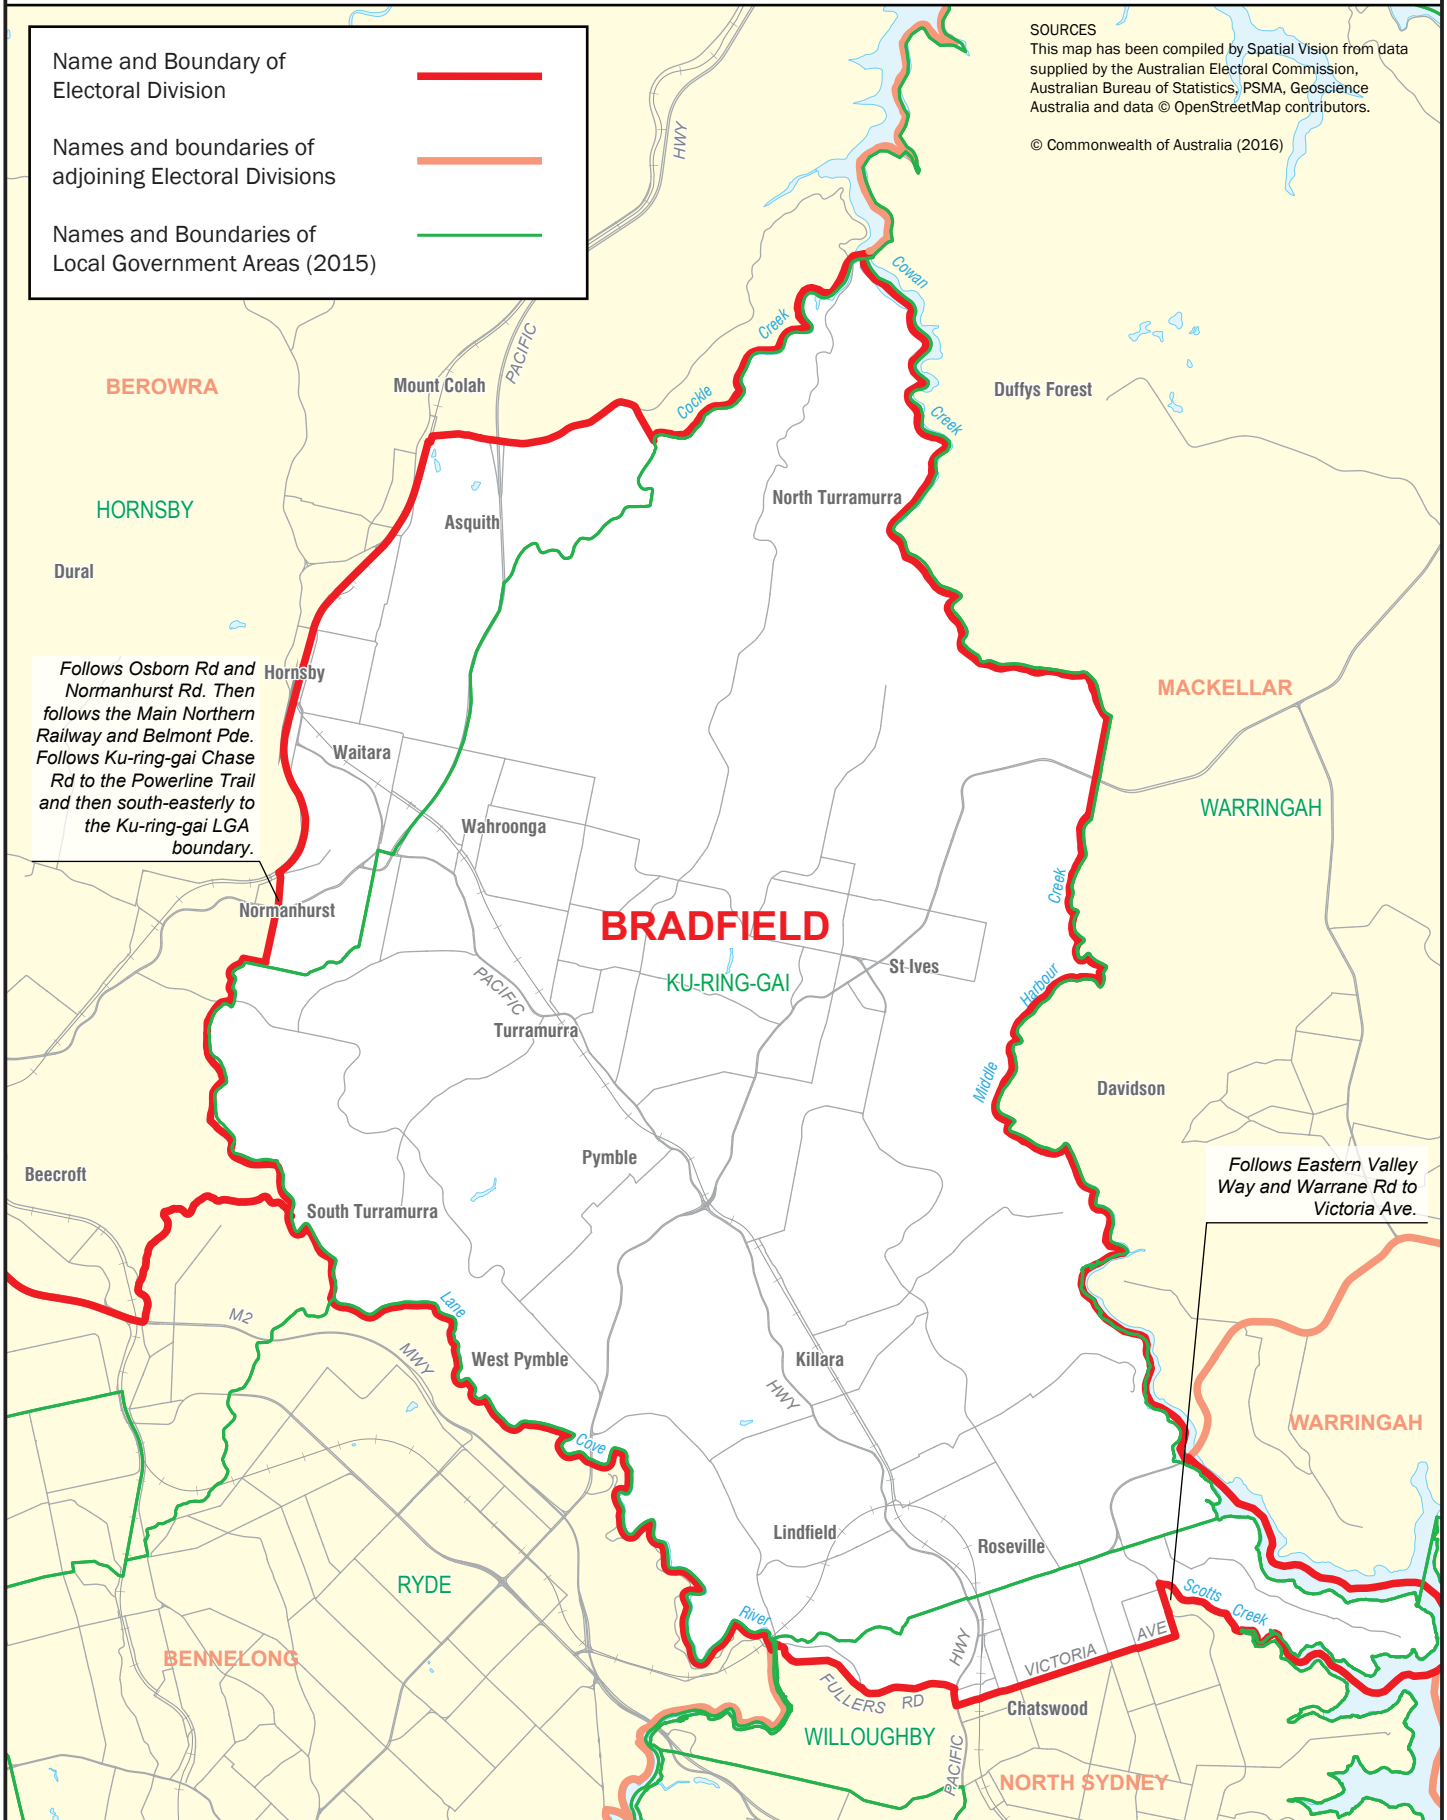 Name and Boundary of
Electoral Division
Names and boundaries of
adjoining Electoral Divisions
Names and Boundaries of
Local Government Areas (2015)
SOURCES
This map has been compiled by Spatial Vision from data
supplied by the Australian Electoral Commission,
Australian Bureau of Statistics, PSMA, Geoscience
Australia and data © OpenStreetMap contributors.
© Commonwealth of Australia (2016)
HWY
Cowan
Creek
PACIFIC
BEROWRA
Mount Colah
Cockle
Duffys Forest
Creek
North Turramurra
HORNSBY
Asquith
Dural
Follows Osborn Rd and
Normanhurst Rd. Then
follows the Main Northern
Railway and Belmont Pde.
Follows Ku-ring-gai Chase
Rd to the Powerline Trail
and then south-easterly to
the Ku-ring-gai LGA
boundary.
Hornsby
MACKELLAR
Waitara
WARRINGAH
Wahroonga
Creek
Normanhurst
BRADFIELD
St Ives
KU-RING-GAI
PACIFIC
Harbour
Turramurra
Middle
Davidson
Pymble
Beecroft
Follows Eastern Valley
Way and Warrane Rd to
Victoria Ave.
South Turramurra
Lane
M2
MWY
West Pymble
Killara
HWY
WARRINGAH
Cove
Lindfield
Roseville
RYDE
Scotts
Creek
River
BENNELONG
HWY
VICTORIA
AVE
FULLERS
RD
Chatswood
WILLOUGHBY
PACIFIC
NORTH SYDNEY